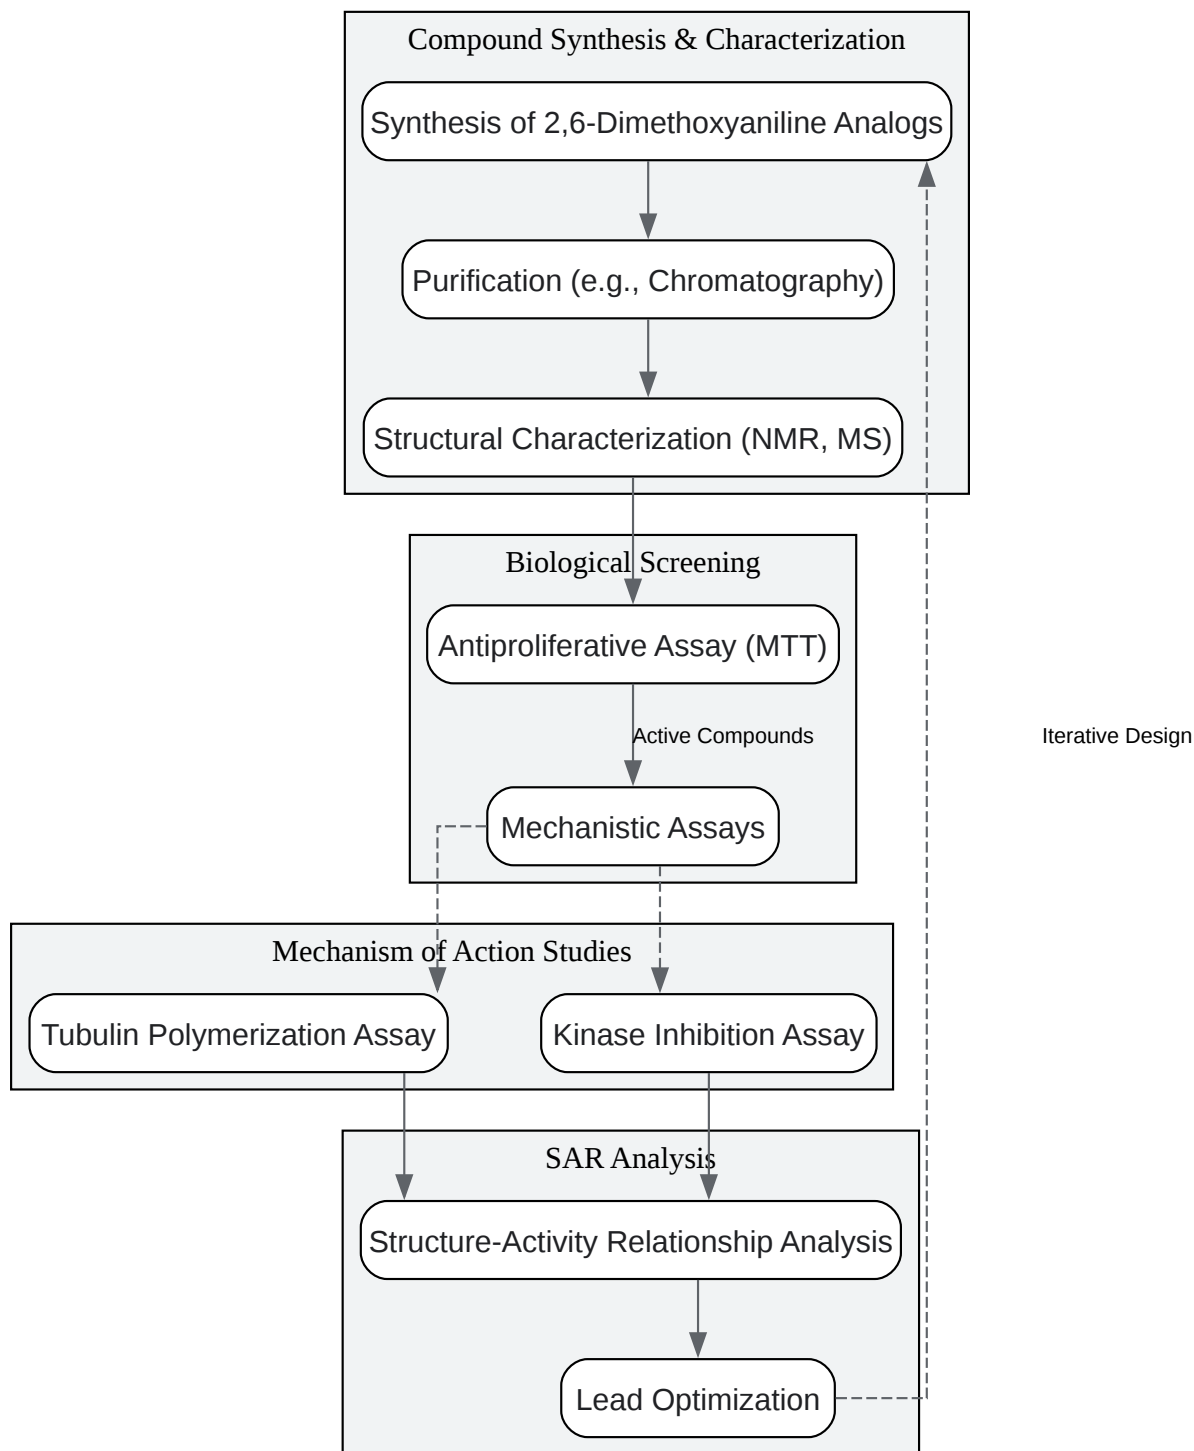 Compound Synthesis & Characterization
Synthesis of 2,6-Dimethoxyaniline Analogs
Purification (e.g., Chromatography)
Structural Characterization (NMR, MS)
Biological Screening
Antiproliferative Assay (MTT)
Active Compounds
Iterative Design
Mechanistic Assays
Mechanism of Action Studies
Tubulin Polymerization Assay
Kinase Inhibition Assay
SAR Analysis
Structure-Activity Relationship Analysis
Lead Optimization